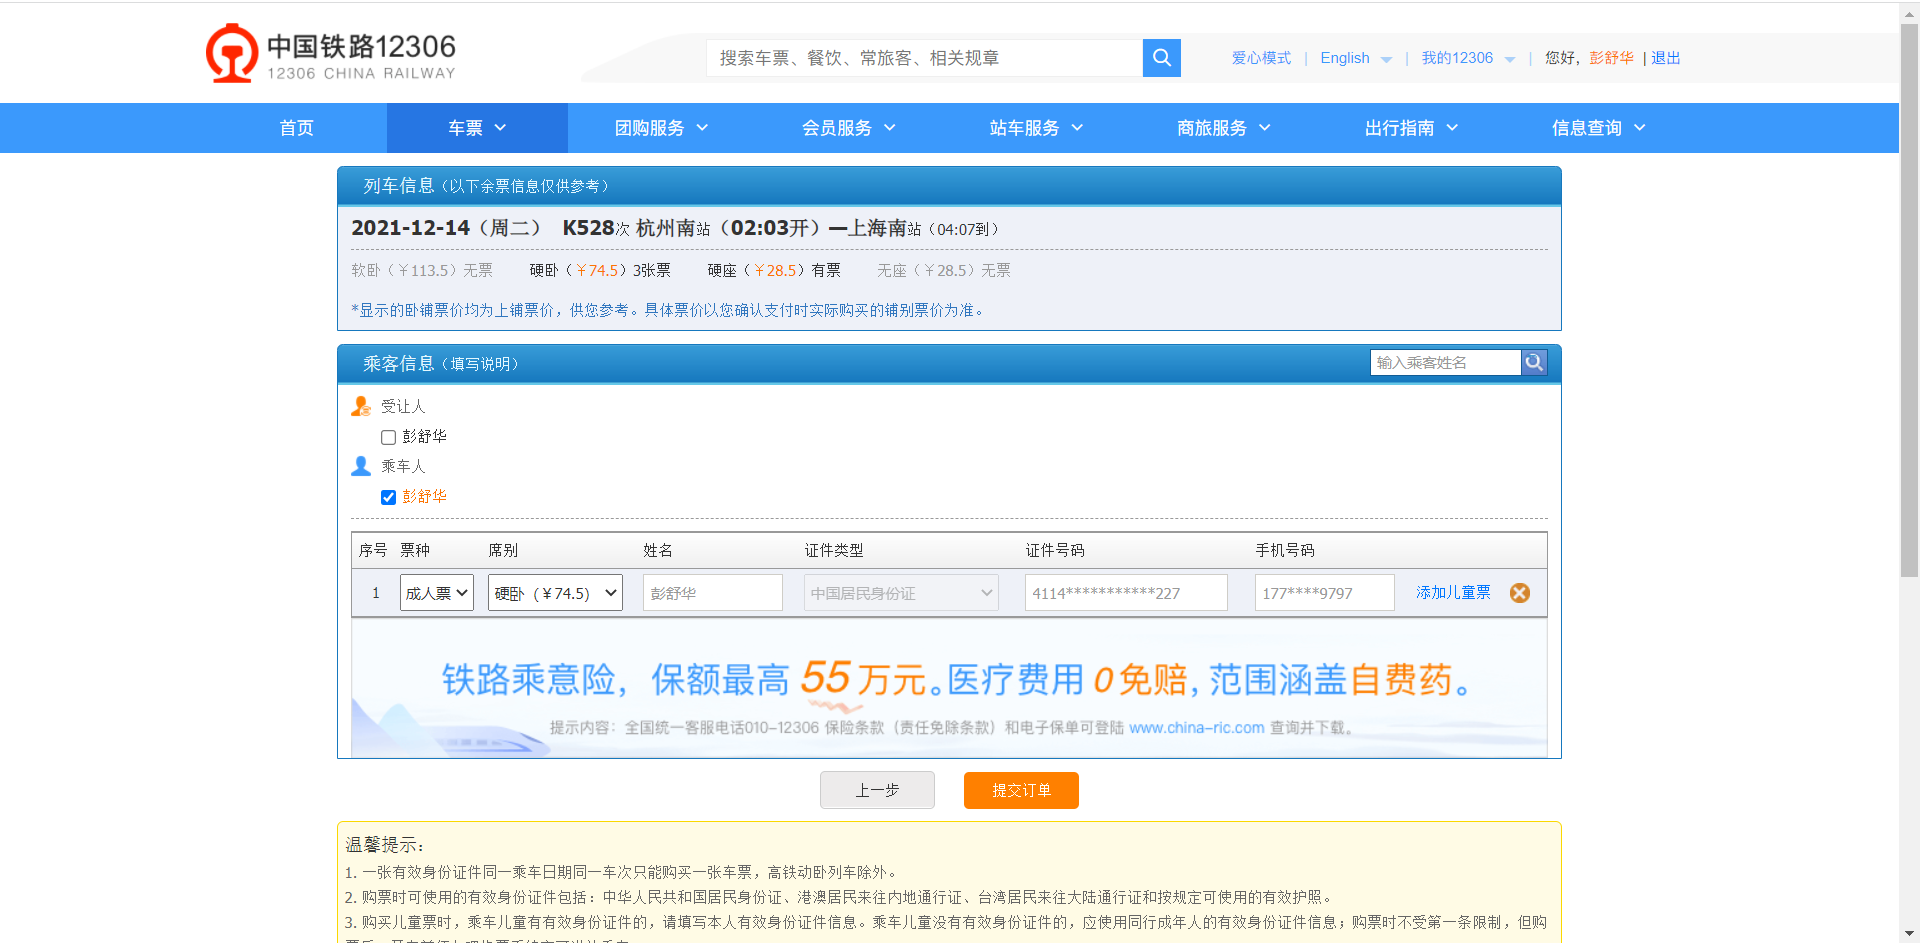 中国铁路12306
12306 CHINA RAILWAY
搜索车票、餐饮、常旅客、相关规章
爱心模式 | English | 我的12306 | 您好，彭舒华 | 退出
首页 车票 团购服务 会员服务 站车服务 商旅服务 出行指南 信息查询
列车信息（以下余票信息仅供参考）
2021-12-14（周二） K528次 杭州南站（02:03开）—上海南站（04:07到）
软卧（￥113.5）无票 硬卧（￥74.5）3张票 硬座（￥28.5）有票 无座（￥28.5）无票
*显示的卧铺票价均为上铺票价，供您参考。具体票价以您确认支付时实际购买的铺别票价为准。
乘客信息（填写说明） 输入乘客姓名
受让人
彭舒华
乘车人
彭舒华
序号 票种 席别 姓名 证件类型 证件号码 手机号码
1 成人票 硬卧（￥74.5） 彭舒华 中国居民身份证 4114***********227 177****9797 添加儿童票
铁路乘意险，保额最高55万元。医疗费用0免赔，范围涵盖自费药。
提示内容：全国统一客服电话010-12306 保险条款（责任免除条款）和电子保单可登陆 www.china-ric.com 查询并下载。
上一步 提交订单
温馨提示：
1. 一张有效身份证件同一乘车日期同一车次只能购买一张车票，高铁动卧列车除外。
2. 购票时可使用的有效身份证件包括：中华人民共和国居民身份证、港澳居民来往内地通行证、台湾居民来往大陆通行证和按规定可使用的有效护照。
3. 购买儿童票时，乘车儿童有有效身份证件的，请填写本人有效身份证件信息。乘车儿童没有有效身份证件的，应使用同行成年人的有效身份证件信息；购票时不受第一条限制，但购